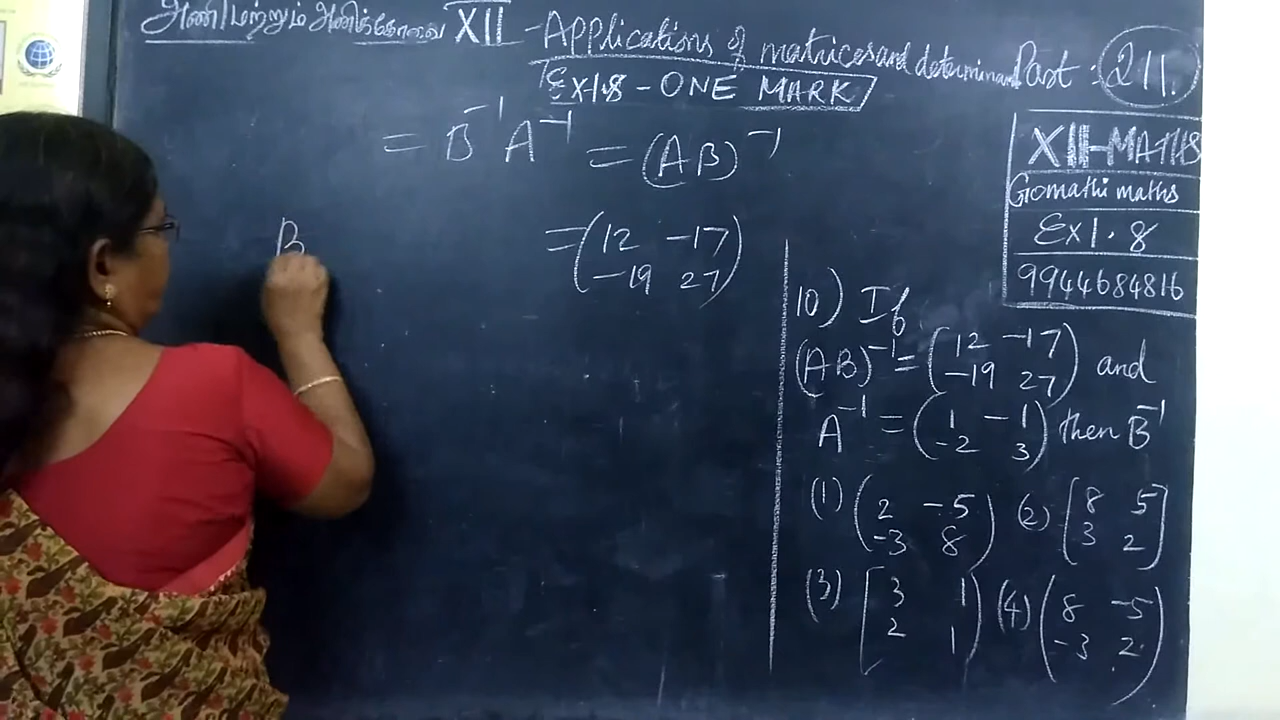 அணி மற்றும் அணிக்கோவை XII - Applications of matrices and determinant Part : 211.
Ex 1.8 - ONE MARK
= B⁻¹ A⁻¹ = (AB)⁻¹
= (12 -17
-19 27)
B
XII-MATHS
Gomathi maths
Ex 1.8
9944684816
10) If
(AB)⁻¹ = (12 -17
-19 27) and
A⁻¹ = (1 -1
-2 3) then B⁻¹
(1) (2 -5
-3 8) (2) [8 5
3 2]
(3) [3 1
2 1) (4) (8 -5
-3 2)